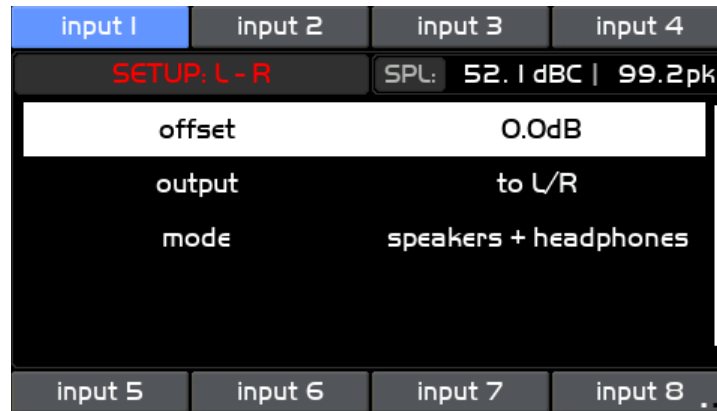 input 1 input 2 input 3 input 4
SETUP: L - R SPL: 52.1 dBC | 99.2pk
offset 0.0dB
output to L/R
mode speakers + headphones
input 5 input 6 input 7 input 8